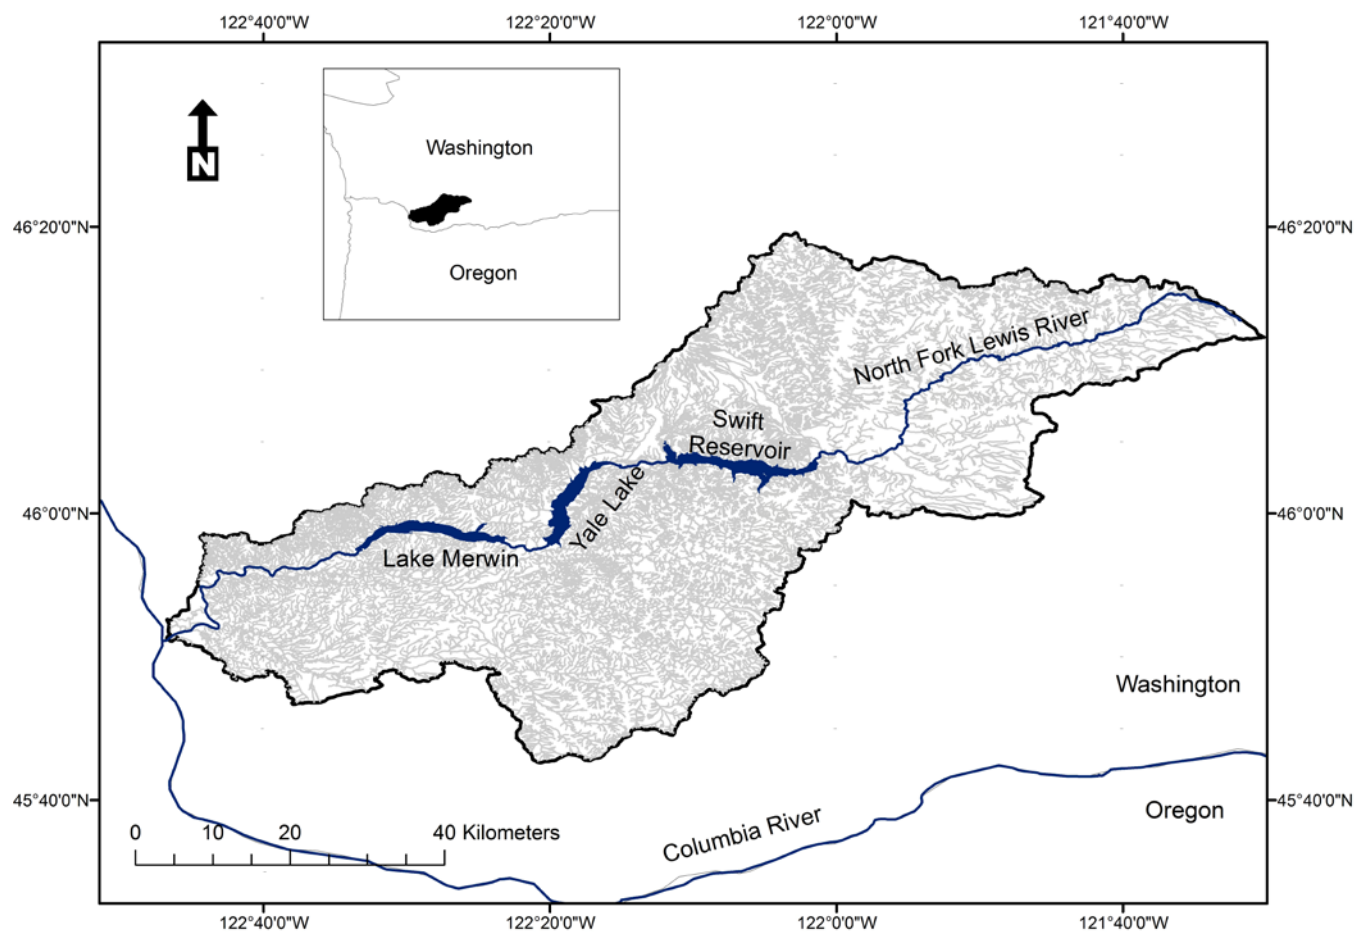 122°40'0"W 122°20'0"W 122°0'0"W 121°40'0"W
N
Washington
Oregon
46°20'0"N 46°20'0"N
North Fork Lewis River
Swift
Reservoir
Yale Lake
46°0'0"N 46°0'0"N
Lake Merwin
Washington
45°40'0"N 45°40'0"N
Oregon
0 10 20 40 Kilometers
Columbia River
122°40'0"W 122°20'0"W 122°0'0"W 121°40'0"W